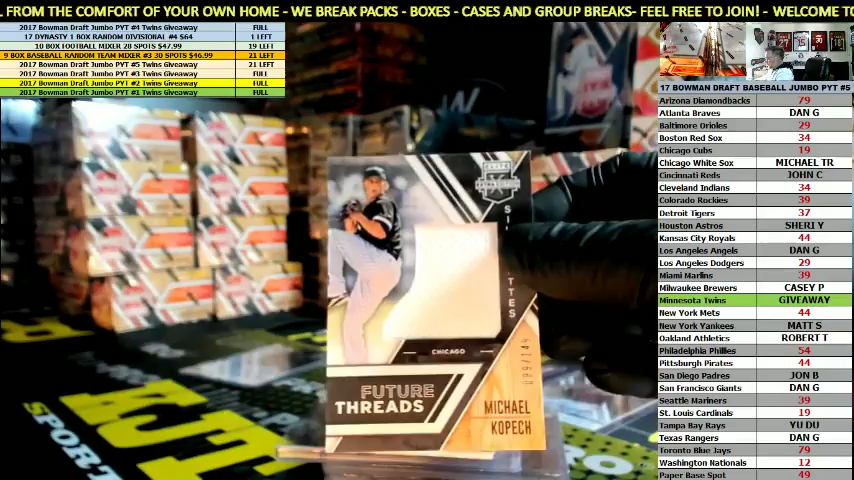 L FROM THE COMFORT OF YOUR OWN HOME - WE BREAK PACKS - BOXES - CASES AND GROUP BREAKS- FEEL FREE TO JOIN! - WELCOME TO
2017 Bowman Draft Jumbo PYT #4 Twins Giveaway FULL
17 DYNASTY 1 BOX RANDOM DIVISIONAL #4 $64 1 LEFT
10 BOX FOOTBALL MIXER 28 SPOTS $47.99 19 LEFT
9 BOX BASEBALL RANDOM TEAM MIXER #3 30 SPOTS $46.99 21 LEFT
2017 Bowman Draft Jumbo PYT #5 Twins Giveaway 21 LEFT
2017 Bowman Draft Jumbo PYT #3 Twins Giveaway FULL
2017 Bowman Draft Jumbo PYT #2 Twins Giveaway FULL
2017 Bowman Draft Jumbo PYT #1 Twins Giveaway FULL
17 BOWMAN DRAFT BASEBALL JUMBO PYT #5
Arizona Diamondbacks 79
Atlanta Braves DAN G
Baltimore Orioles 29
Boston Red Sox 34
Chicago Cubs 19
Chicago White Sox MICHAEL TR
Cincinnati Reds JOHN C
Cleveland Indians 34
Colorado Rockies 39
Detroit Tigers 37
Houston Astros SHERI Y
Kansas City Royals 44
Los Angeles Angels DAN G
Los Angeles Dodgers 29
Miami Marlins 39
Milwaukee Brewers CASEY P
Minnesota Twins GIVEAWAY
New York Mets 44
New York Yankees MATT S
Oakland Athletics ROBERT T
Philadelphia Phillies 54
Pittsburgh Pirates 44
San Diego Padres JON B
San Francisco Giants DAN G
Seattle Mariners 39
St. Louis Cardinals 19
Tampa Bay Rays YU DU
Texas Rangers DAN G
Toronto Blue Jays 79
Washington Nationals 12
Paper Base Spot 49
ELITE
CHICAGO
FUTURE
THREADS
MICHAEL
KOPECH
KJT
SPORT